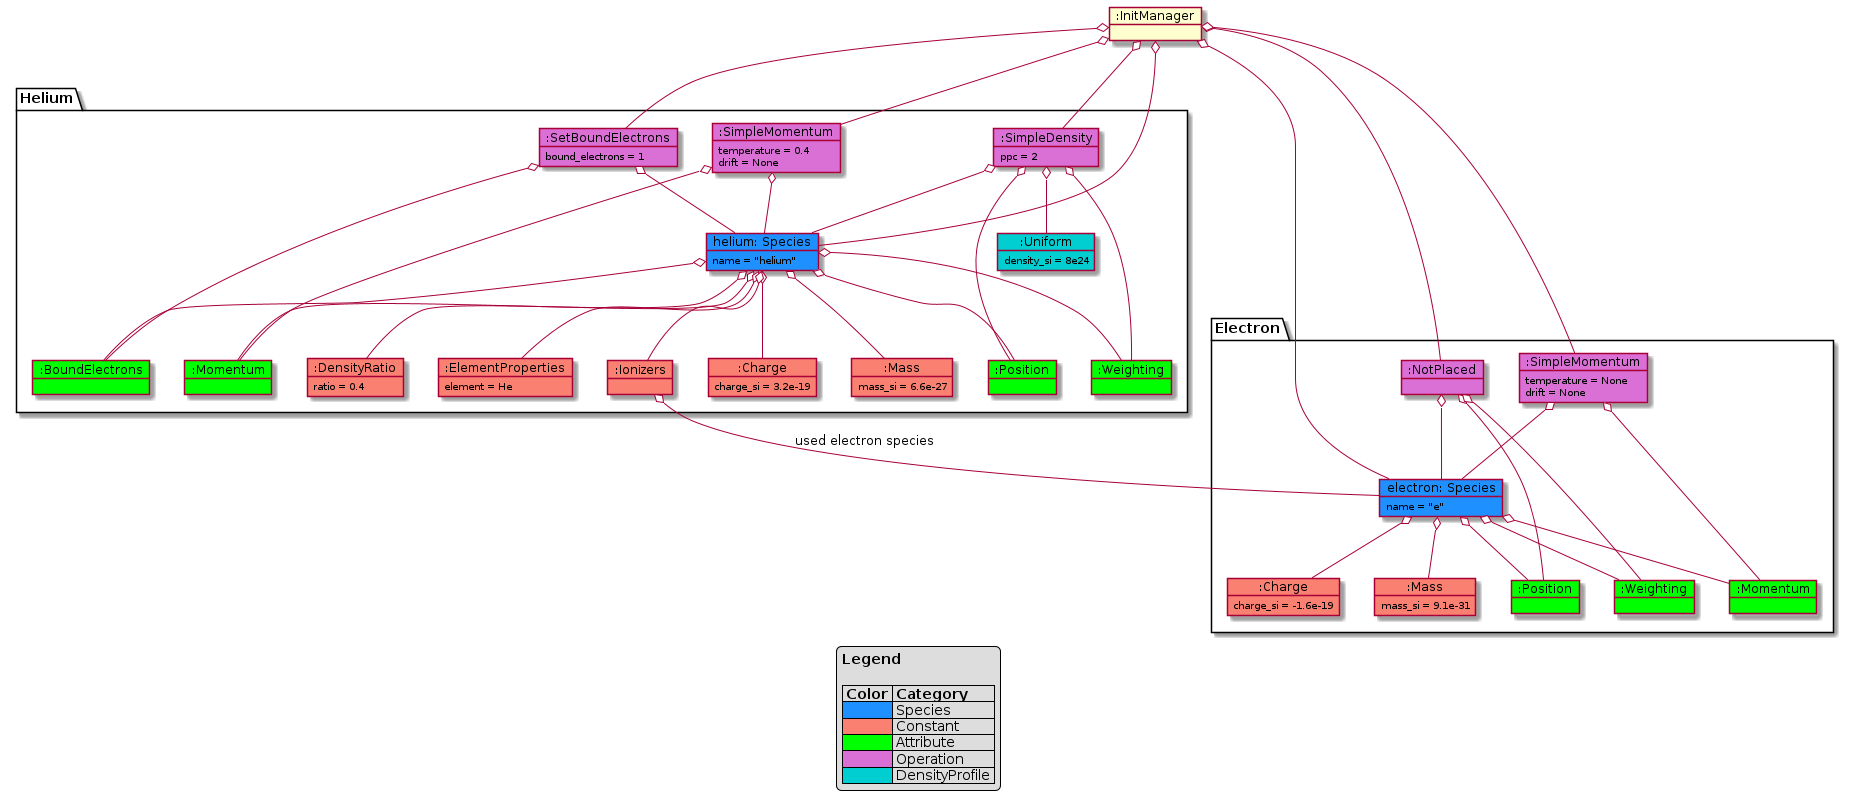 :InitManager
Helium
:SetBoundElectrons
bound_electrons = 1
:SimpleMomentum
temperature = 0.4
drift = None
:SimpleDensity
ppc = 2
helium: Species
name = "helium"
:Uniform
density_si = 8e24
:BoundElectrons
:Momentum
:DensityRatio
ratio = 0.4
:ElementProperties
element = He
:Ionizers
:Charge
charge_si = 3.2e-19
:Mass
mass_si = 6.6e-27
:Position
:Weighting
used electron species
Electron
:NotPlaced
:SimpleMomentum
temperature = None
drift = None
electron: Species
name = "e"
:Charge
charge_si = -1.6e-19
:Mass
mass_si = 9.1e-31
:Position
:Weighting
:Momentum
Legend
Color Category
Species
Constant
Attribute
Operation
DensityProfile